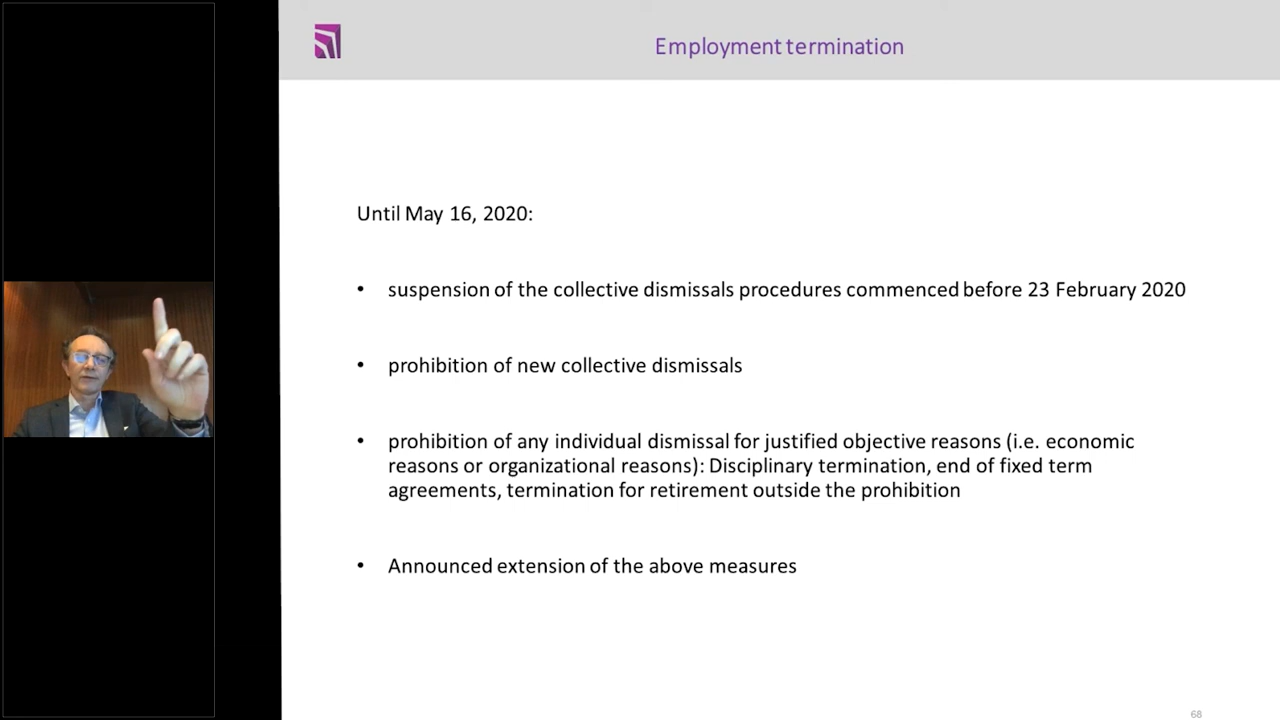 Employment termination
Until May 16, 2020:
• suspension of the collective dismissals procedures commenced before 23 February 2020
• prohibition of new collective dismissals
• prohibition of any individual dismissal for justified objective reasons (i.e. economic
reasons or organizational reasons): Disciplinary termination, end of fixed term
agreements, termination for retirement outside the prohibition
• Announced extension of the above measures
68